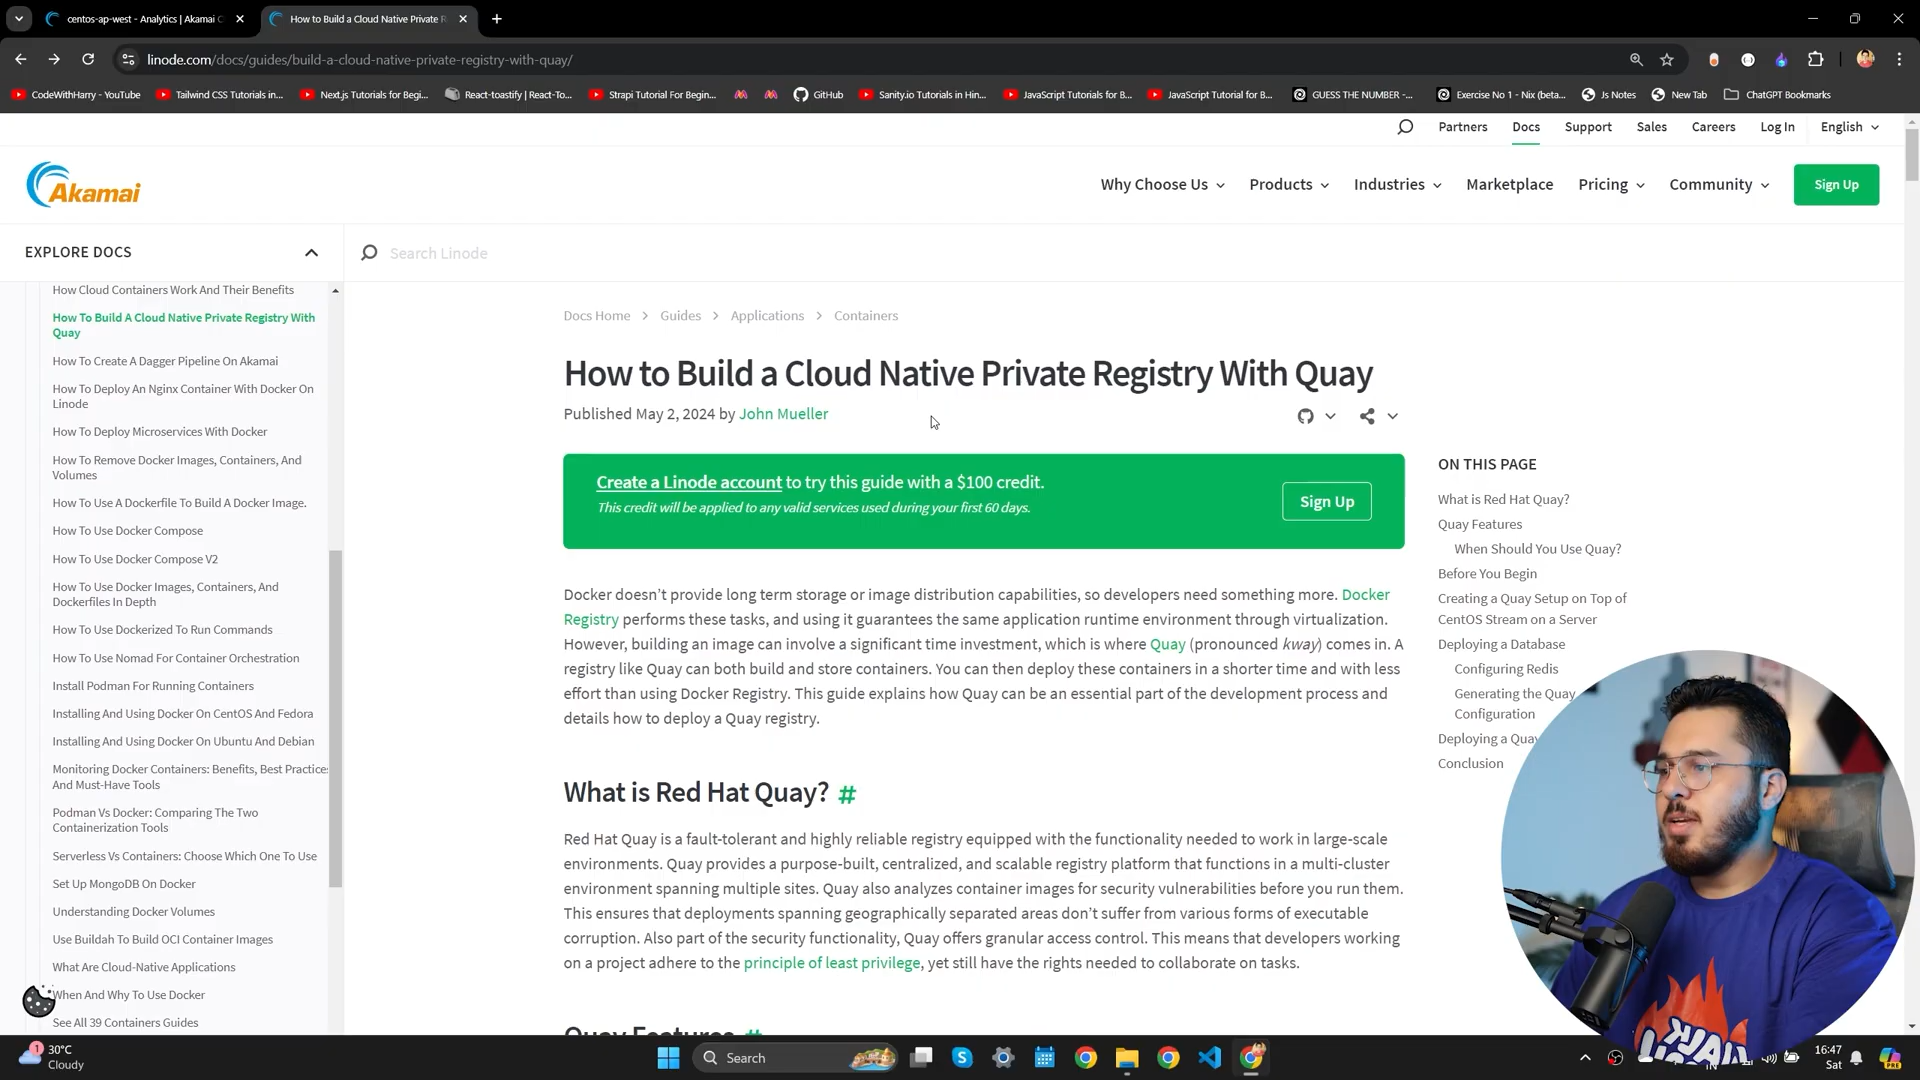 centos-ap-west - Analytics | Akamai C
How to Build a Cloud Native Private R
linode.com/docs/guides/build-a-cloud-native-private-registry-with-quay/
CodeWithHarry - YouTube
Tailwind CSS Tutorials in...
Next.js Tutorials for Begi...
React-toastify | React-To...
Strapi Tutorial For Begin...
GitHub
Sanity.io Tutorials in Hin...
JavaScript Tutorials for B...
JavaScript Tutorial for B...
GUESS THE NUMBER -...
Exercise No 1 - Nix (beta...
Js Notes
New Tab
ChatGPT Bookmarks
Partners
Docs
Support
Sales
Careers
Log In
English
Akamai
Why Choose Us
Products
Industries
Marketplace
Pricing
Community
Sign Up
EXPLORE DOCS
Search Linode
How Cloud Containers Work And Their Benefits
How To Build A Cloud Native Private Registry With
Quay
How To Create A Dagger Pipeline On Akamai
How To Deploy An Nginx Container With Docker On
Linode
How To Deploy Microservices With Docker
How To Remove Docker Images, Containers, And
Volumes
How To Use A Dockerfile To Build A Docker Image.
How To Use Docker Compose
How To Use Docker Compose V2
How To Use Docker Images, Containers, And
Dockerfiles In Depth
How To Use Dockerized To Run Commands
How To Use Nomad For Container Orchestration
Install Podman For Running Containers
Installing And Using Docker On CentOS And Fedora
Installing And Using Docker On Ubuntu And Debian
Monitoring Docker Containers: Benefits, Best Practices
And Must-Have Tools
Podman Vs Docker: Comparing The Two
Containerization Tools
Serverless Vs Containers: Choose Which One To Use
Set Up MongoDB On Docker
Understanding Docker Volumes
Use Buildah To Build OCI Container Images
What Are Cloud-Native Applications
When And Why To Use Docker
See All 39 Containers Guides
Docs Home > Guides > Applications > Containers
How to Build a Cloud Native Private Registry With Quay
Published May 2, 2024 by John Mueller
Create a Linode account to try this guide with a $100 credit.
This credit will be applied to any valid services used during your first 60 days.
Sign Up
Docker doesn't provide long term storage or image distribution capabilities, so developers need something more. Docker
Registry performs these tasks, and using it guarantees the same application runtime environment through virtualization.
However, building an image can involve a significant time investment, which is where Quay (pronounced kway) comes in. A
registry like Quay can both build and store containers. You can then deploy these containers in a shorter time and with less
effort than using Docker Registry. This guide explains how Quay can be an essential part of the development process and
details how to deploy a Quay registry.
What is Red Hat Quay? #
Red Hat Quay is a fault-tolerant and highly reliable registry equipped with the functionality needed to work in large-scale
environments. Quay provides a purpose-built, centralized, and scalable registry platform that functions in a multi-cluster
environment spanning multiple sites. Quay also analyzes container images for security vulnerabilities before you run them.
This ensures that deployments spanning geographically separated areas don't suffer from various forms of executable
corruption. Also part of the security functionality, Quay offers granular access control. This means that developers working
on a project adhere to the principle of least privilege, yet still have the rights needed to collaborate on tasks.
Quay Features #
ON THIS PAGE
What is Red Hat Quay?
Quay Features
When Should You Use Quay?
Before You Begin
Creating a Quay Setup on Top of
CentOS Stream on a Server
Deploying a Database
Configuring Redis
Generating the Quay
Configuration
Deploying a Quay
Conclusion
1
30°C
Cloudy
Search
IN
16:47
Sat
PRE